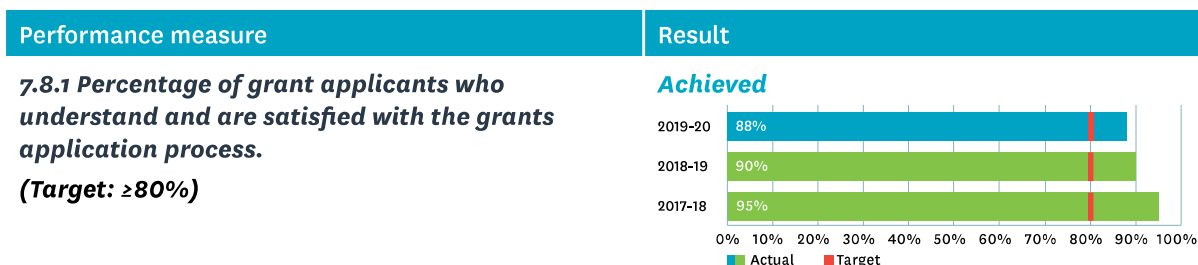 Performance measure
Result
7.8.1 Percentage of grant applicants who
understand and are satisfied with the grants
application process.
(Target: ≥80%)
Achieved
2019-20 88%
2018-19 90%
2017-18 95%
0% 10% 20% 30% 40% 50% 60% 70% 80% 90% 100%
Actual Target